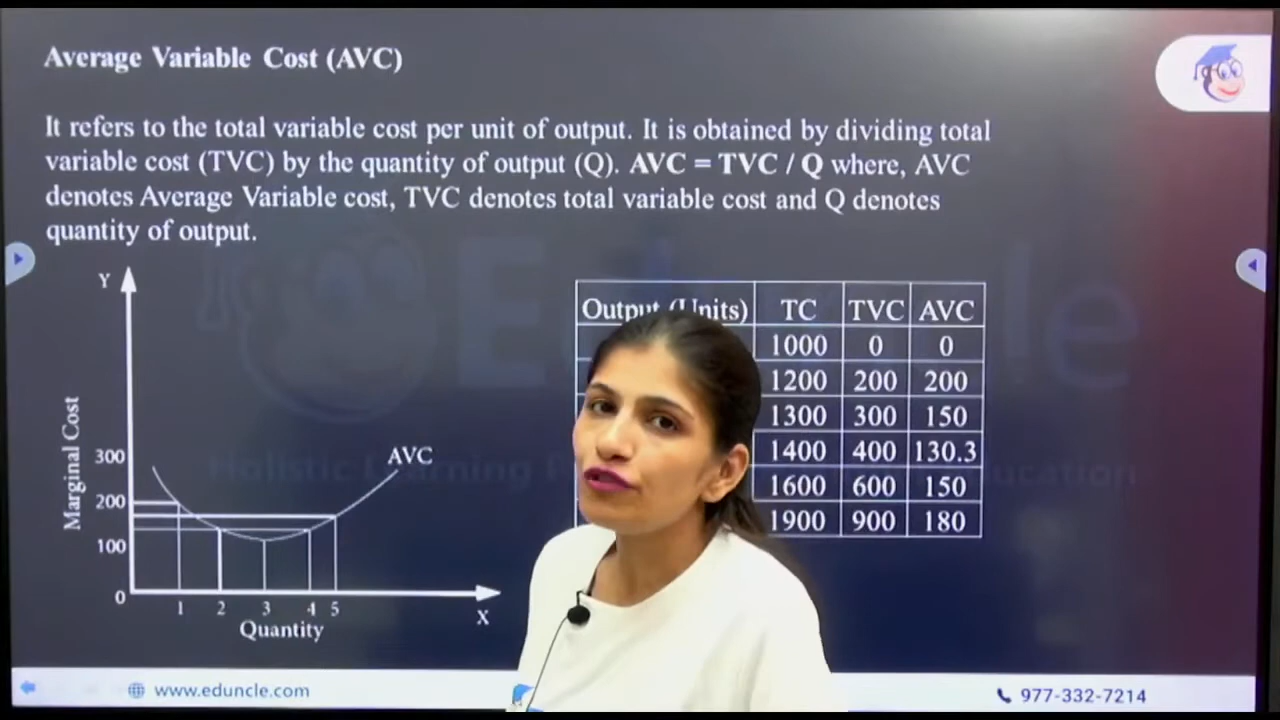 Average Variable Cost (AVC)
It refers to the total variable cost per unit of output. It is obtained by dividing total
variable cost (TVC) by the quantity of output (Q). AVC = TVC / Q where, AVC
denotes Average Variable cost, TVC denotes total variable cost and Q denotes
quantity of output.
Y
Marginal Cost
300
200
100
0
AVC
1 2 3 4 5
X
Quantity
Output (Units) TC TVC AVC
1000 0 0
1200 200 200
1300 300 150
1400 400 130.3
1600 600 150
1900 900 180
www.eduncle.com
977-332-7214